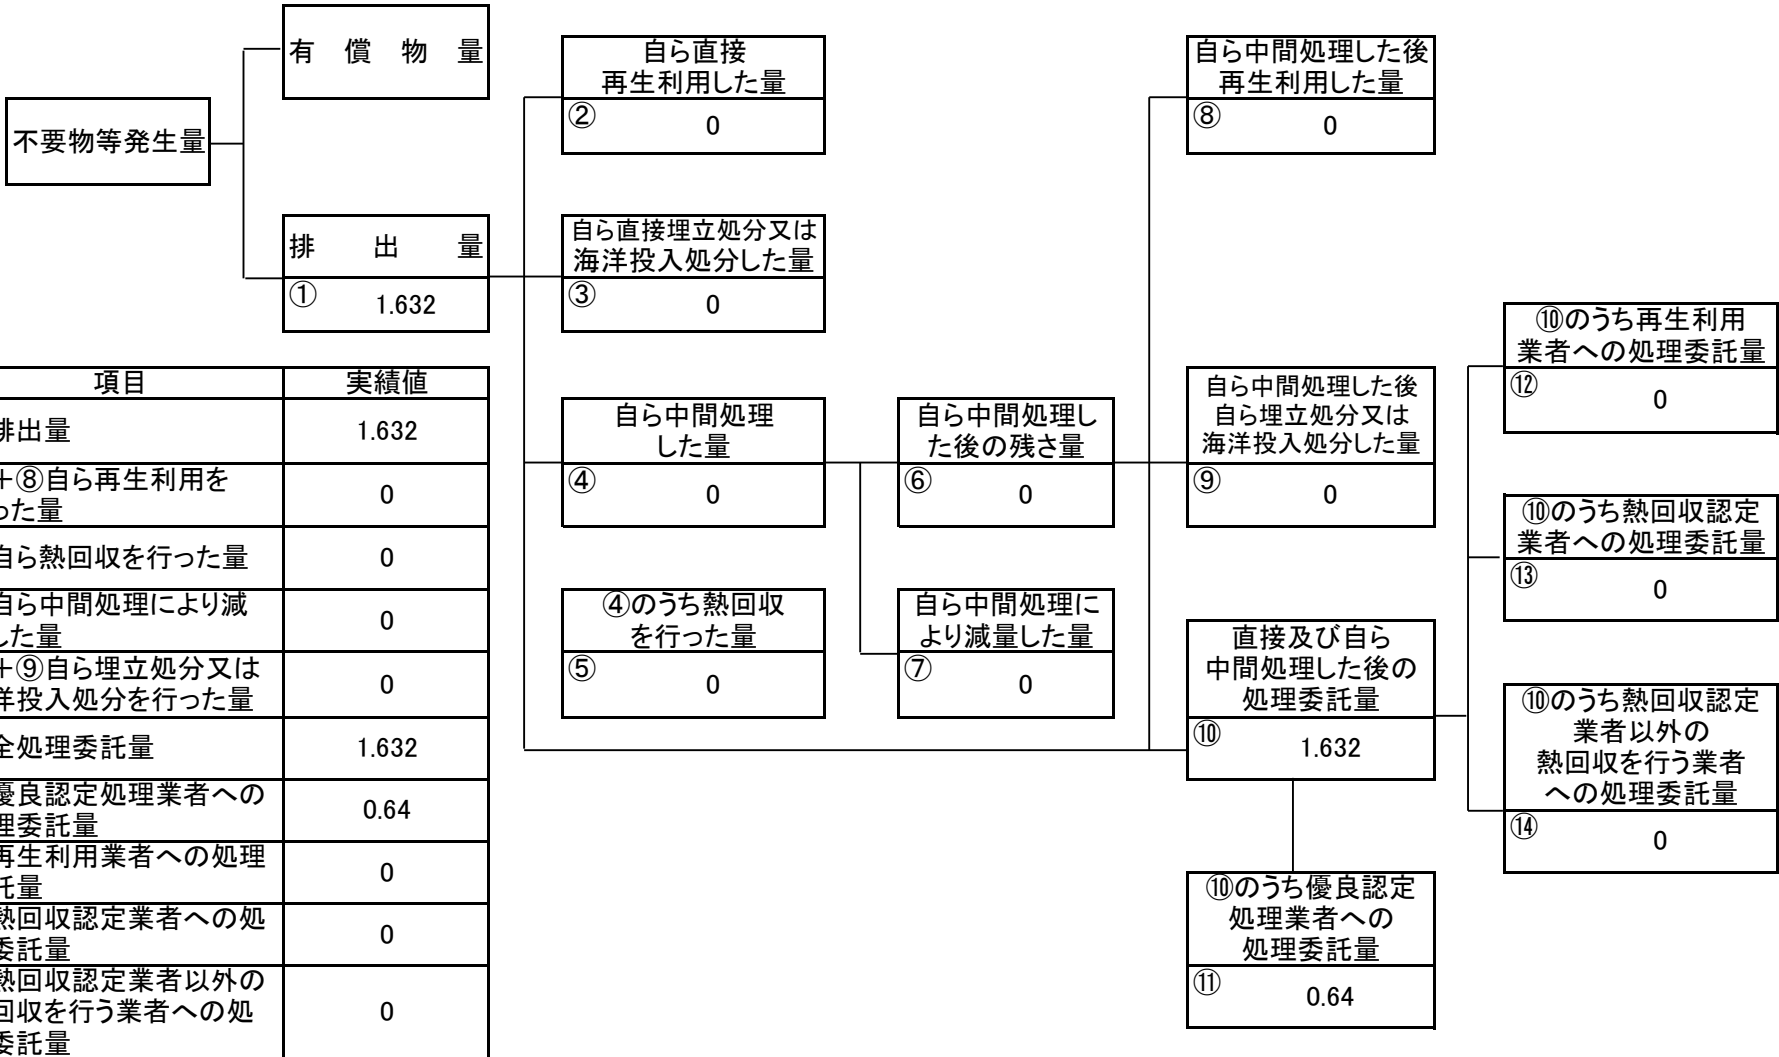 有償物量
不要物等発生量
排出量
① 1.632
自ら直接
再生利用した量
② 0
自ら直接埋立処分又は
海洋投入処分した量
③ 0
自ら中間処理
した量
④ 0
④のうち熱回収
を行った量
⑤ 0
自ら中間処理し
た後の残さ量
⑥ 0
自ら中間処理に
より減量した量
⑦ 0
自ら中間処理した後
再生利用した量
⑧ 0
自ら中間処理した後
自ら埋立処分又は
海洋投入処分した量
⑨ 0
直接及び自ら
中間処理した後の
処理委託量
⑩ 1.632
⑩のうち優良認定
処理業者への
処理委託量
⑪ 0.64
⑩のうち再生利用
業者への処理委託量
⑫ 0
⑩のうち熱回収認定
業者への処理委託量
⑬ 0
⑩のうち熱回収認定
業者以外の
熱回収を行う業者
への処理委託量
⑭ 0
項目 実績値
排出量 1.632
+⑧自ら再生利用を
った量 0
自ら熱回収を行った量 0
自ら中間処理により減
した量 0
+⑨自ら埋立処分又は
洋投入処分を行った量 0
全処理委託量 1.632
優良認定処理業者への
理委託量 0.64
再生利用業者への処理
託量 0
熱回収認定業者への処
委託量 0
熱回収認定業者以外の
回収を行う業者への処
委託量 0